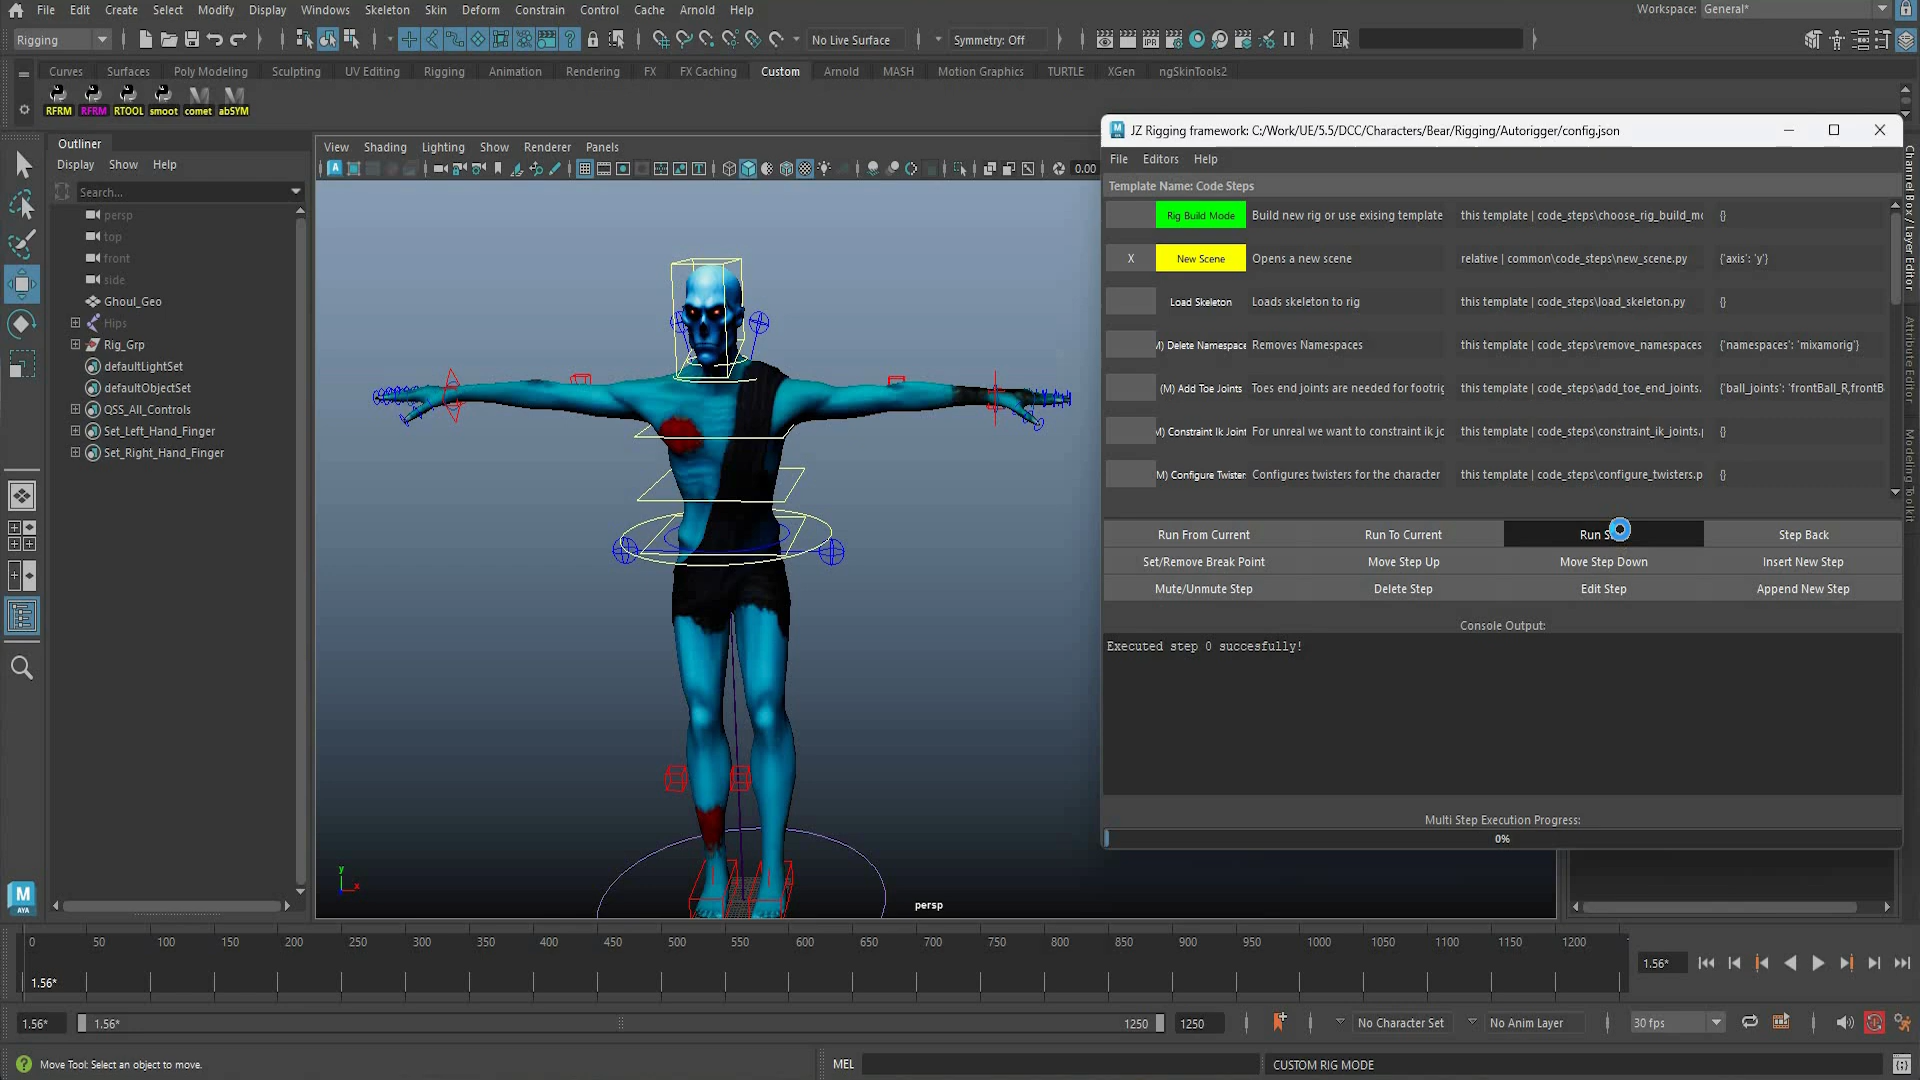 File Edit Create Select Modify Display Windows Skeleton Skin Deform Constrain Control Cache Arnold Help
Workspace: General*
Rigging
No Live Surface
Symmetry: Off
Curves Surfaces Poly Modeling Sculpting UV Editing Rigging Animation Rendering FX FX Caching Custom Arnold MASH Motion Graphics TURTLE XGen ngSkinTools2
RFRM RFRM RTOOL smoot comet abSYM
Outliner
Display Show Help
Search...
persp
top
front
side
Ghoul_Geo
Hips
Rig_Grp
defaultLightSet
defaultObjectSet
QSS_All_Controls
Set_Left_Hand_Finger
Set_Right_Hand_Finger
View Shading Lighting Show Renderer Panels
0.00
persp
y
x
JZ Rigging framework: C:/Work/UE/5.5/DCC/Characters/Bear/Rigging/Autorigger/config.json
File Editors Help
Template Name: Code Steps
Rig Build Mode Build new rig or use exising template this template | code_steps\choose_rig_build_mo {}
X New Scene Opens a new scene relative | common\code_steps\new_scene.py {'axis': 'y'}
Load Skeleton Loads skeleton to rig this template | code_steps\load_skeleton.py {}
M) Delete Namespace Removes Namespaces this template | code_steps\remove_namespaces {'namespaces': 'mixamorig'}
(M) Add Toe Joints Toes end joints are needed for footrig this template | code_steps\add_toe_end_joints. {'ball_joints': 'frontBall_R,frontB
M) Constraint Ik Joint For unreal we want to constraint ik jo this template | code_steps\constraint_ik_joints. {}
M) Configure Twister Configures twisters for the character this template | code_steps\configure_twisters.p {}
Run From Current Run To Current Run S Step Back
Set/Remove Break Point Move Step Up Move Step Down Insert New Step
Mute/Unmute Step Delete Step Edit Step Append New Step
Console Output:
Executed step 0 succesfully!
Multi Step Execution Progress:
0%
Channel Box / Layer Editor
Attribute Editor
Modeling Toolkit
M
AYA
0 50 100 150 200 250 300 350 400 450 500 550 600 650 700 750 800 850 900 950 1000 1050 1100 1150 1200
1.56*
1.56*
1.56* 1.56* 1250 1250 No Character Set No Anim Layer 30 fps
Move Tool: Select an object to move.
MEL
CUSTOM RIG MODE